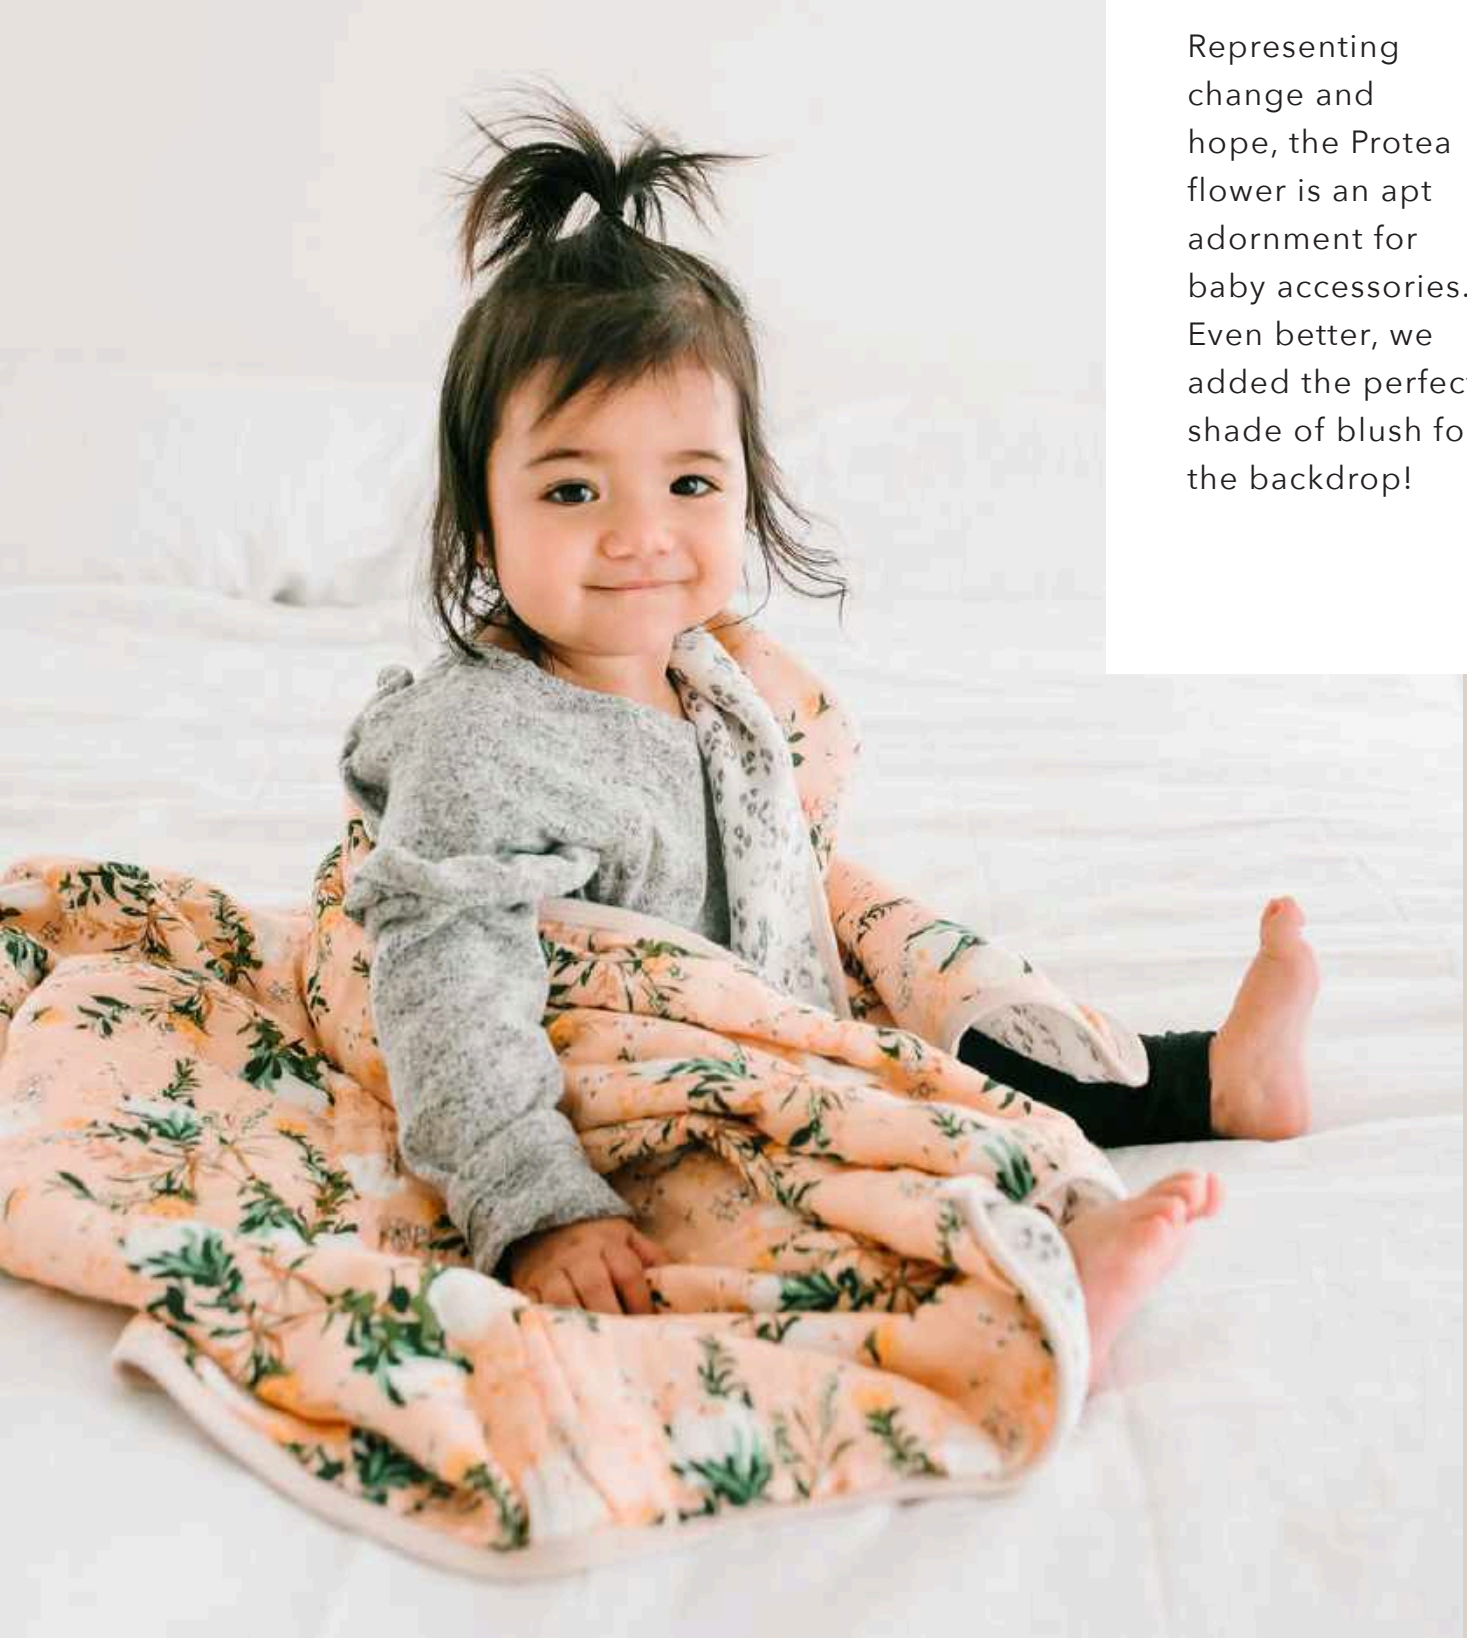 Representing
change and
hope, the Protea
flower is an apt
adornment for
baby accessories.
Even better, we
added the perfect
shade of blush fo
the backdrop!